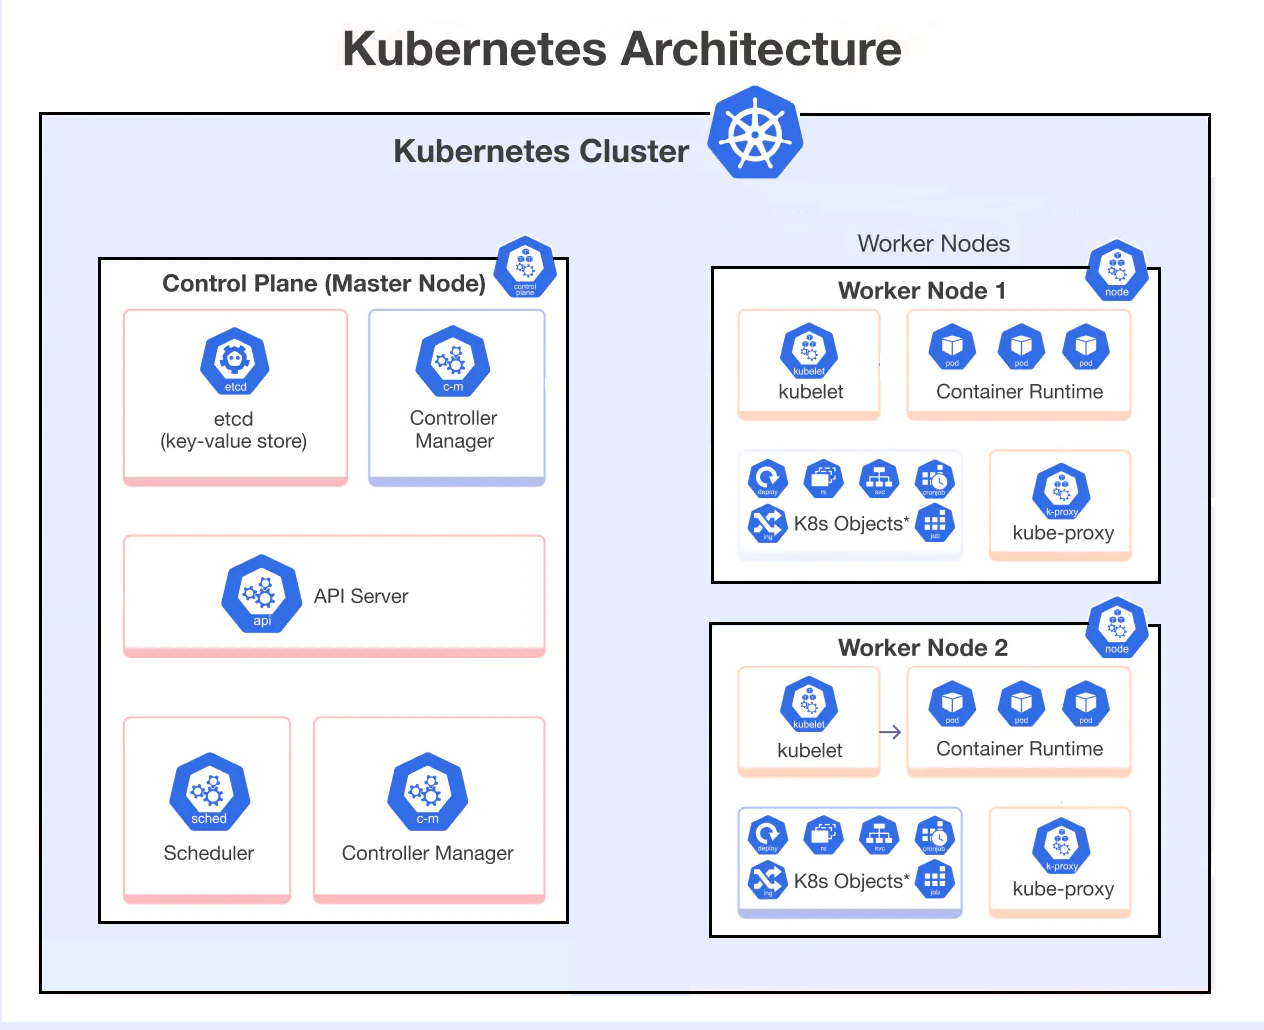 Kubernetes Architecture
Kubernetes Cluster
Control Plane (Master Node)
control
plane
etcd
etcd
(key-value store)
c-m
Controller
Manager
api
API Server
sched
Scheduler
c-m
Controller Manager
Worker Nodes
Worker Node 1
node
kubelet
kubelet
pod
pod
pod
Container Runtime
deploy
rs
svc
cronjob
ing
K8s Objects*
job
k-proxy
kube-proxy
Worker Node 2
node
kubelet
kubelet
pod
pod
pod
Container Runtime
deploy
rs
svc
cronjob
ing
K8s Objects*
job
k-proxy
kube-proxy